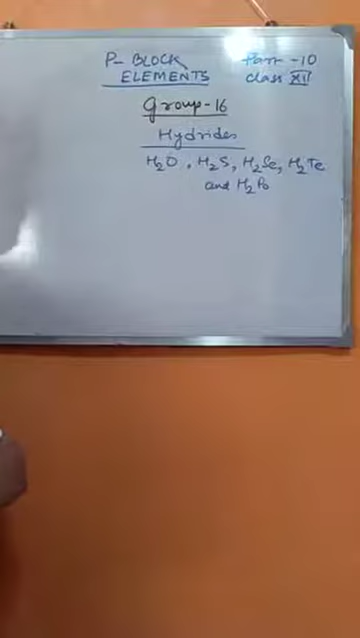 P- BLOCK Part -10
ELEMENTS class XII
Group-16
Hydrides
H₂O, H₂S, H₂Se, H₂Te
and H₂Po